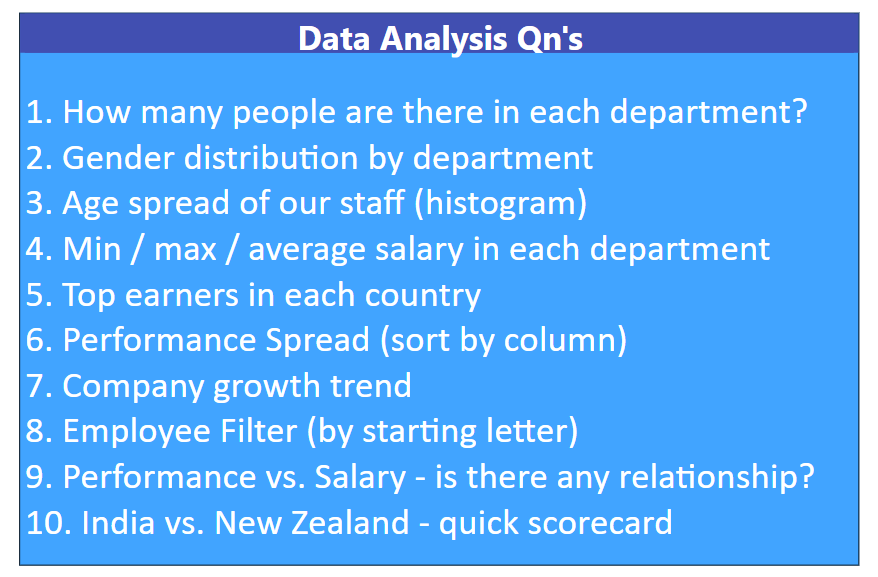 Data Analysis Qn's
1. How many people are there in each department?
2. Gender distribution by department
3. Age spread of our staff (histogram)
4. Min / max / average salary in each department
5. Top earners in each country
6. Performance Spread (sort by column)
7. Company growth trend
8. Employee Filter (by starting letter)
9. Performance vs. Salary - is there any relationship?
10. India vs. New Zealand - quick scorecard